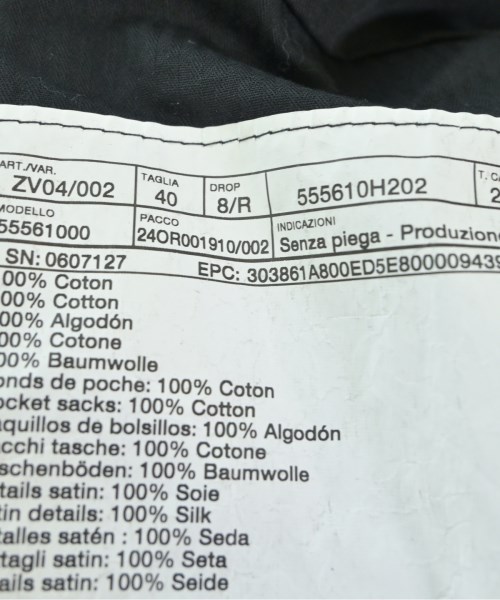 ART./VAR. TAGLIA DROP 555610H202 T. C
ZV04/002 40 8/R 2
MODELLO PACCO INDICAZIONI
55561000 24OR001910/002 Senza piega - Produzion
SN: 0607127 EPC: 303861A800ED5E800009439
00% Coton
00% Cotton
00% Algodón
00% Cotone
00% Baumwolle
onds de poche: 100% Coton
ocket sacks: 100% Cotton
quillos de bolsillos: 100% Algodón
cchi tasche: 100% Cotone
schenböden: 100% Baumwolle
tails satin: 100% Soie
tin details: 100% Silk
talles satén : 100% Seda
tagli satin: 100% Seta
ails satin: 100% Seide